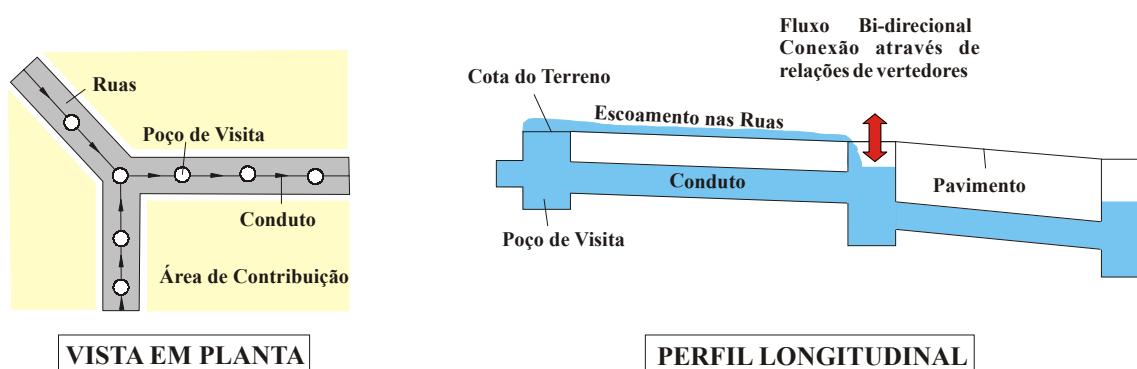 Ruas
Poço de Visita
Conduto
Área de Contribuição
VISTA EM PLANTA
Fluxo Bi-direcional
Conexão através de
relações de vertedores
Cota do Terreno
Escoamento nas Ruas
Conduto
Pavimento
Poço de Visita
PERFIL LONGITUDINAL